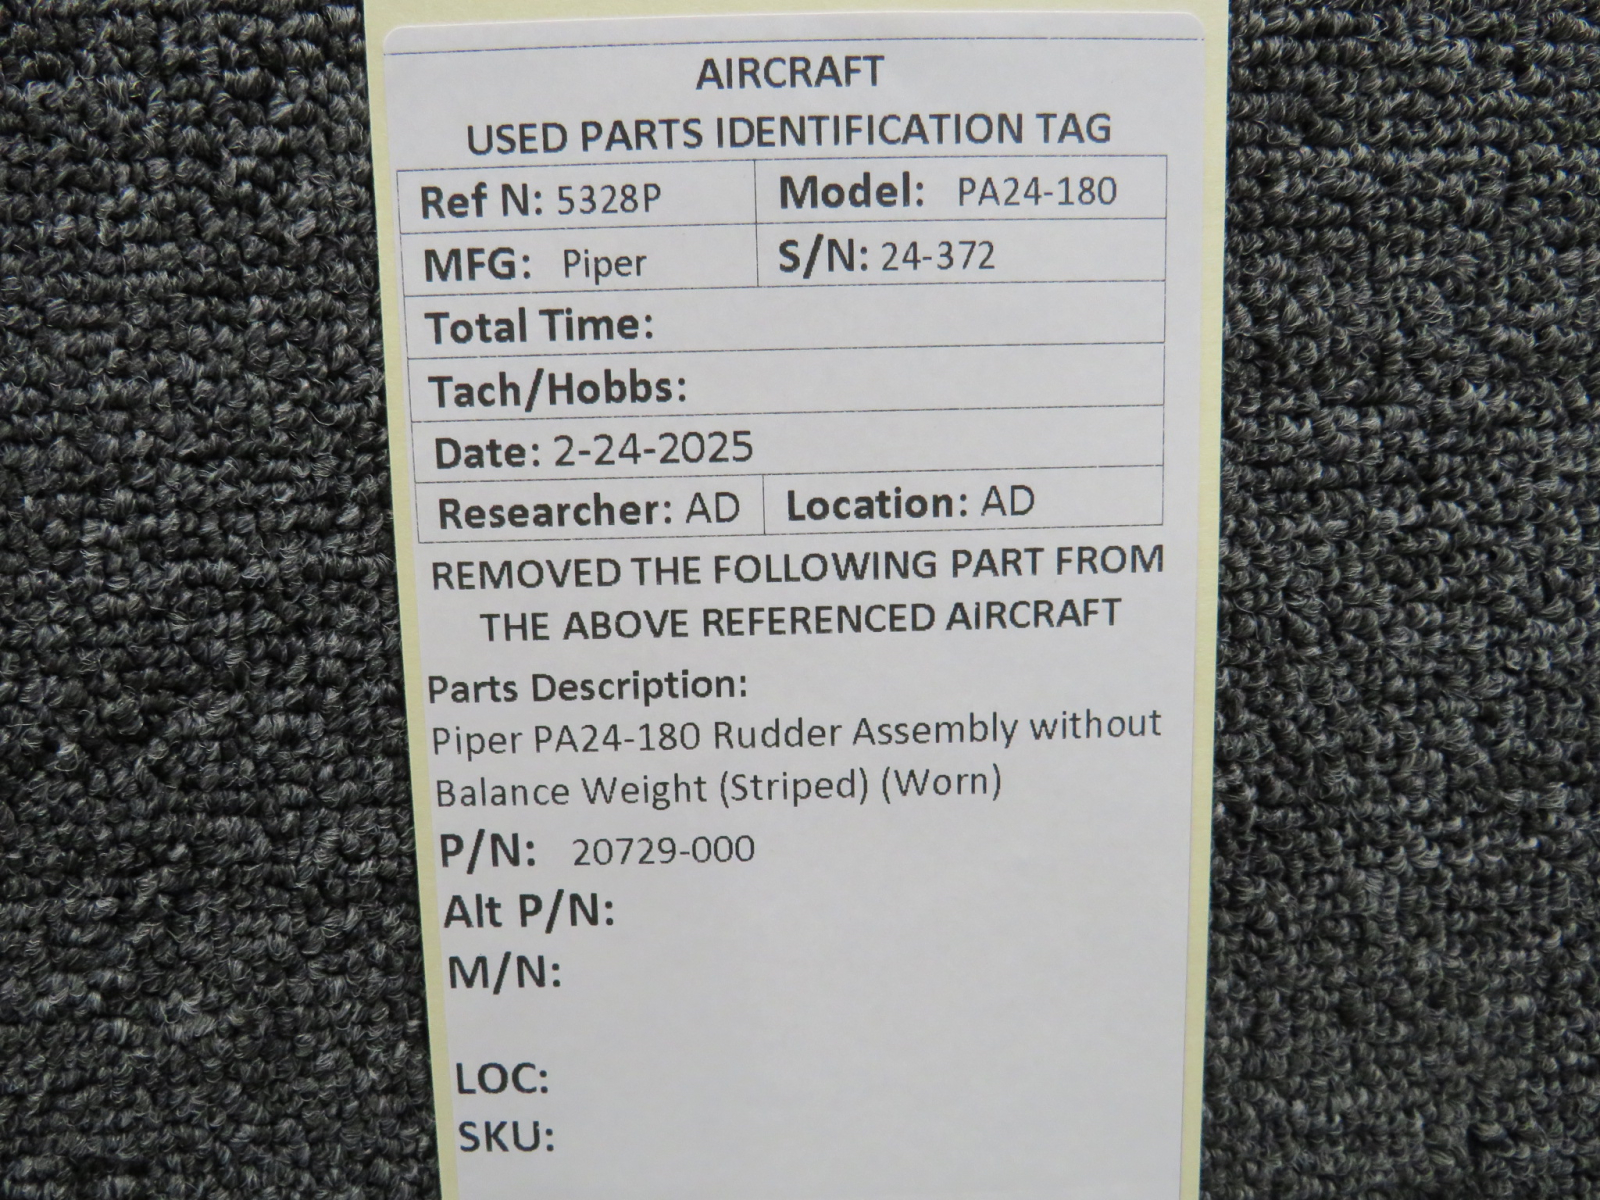 AIRCRAFT
USED PARTS IDENTIFICATION TAG
Ref N: 5328P Model: PA24-180
MFG: Piper S/N: 24-372
Total Time:
Tach/Hobbs:
Date: 2-24-2025
Researcher: AD Location: AD
REMOVED THE FOLLOWING PART FROM
THE ABOVE REFERENCED AIRCRAFT
Parts Description:
Piper PA24-180 Rudder Assembly without
Balance Weight (Striped) (Worn)
P/N: 20729-000
Alt P/N:
M/N:
LOC:
SKU: